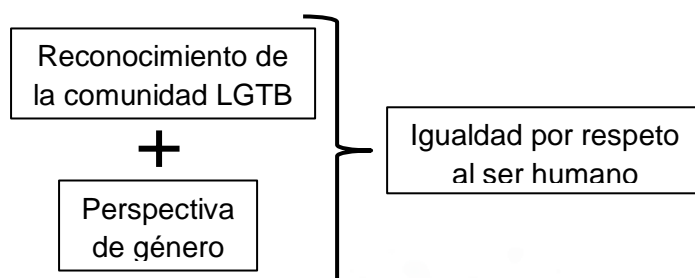 Reconocimiento de
la comunidad LGTB
+
Perspectiva
de género
Igualdad por respeto
al ser humano